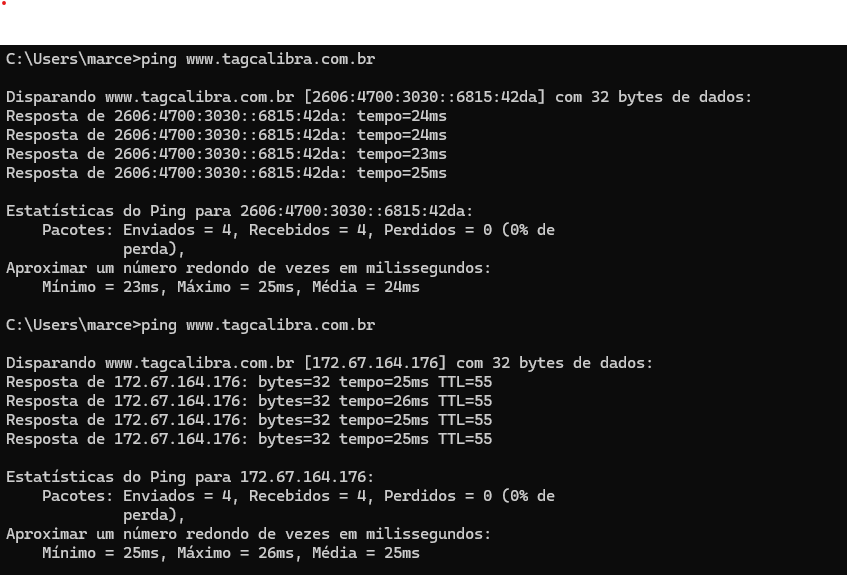 C:\Users\marce>ping www.tagcalibra.com.br
Disparando www.tagcalibra.com.br [2606:4700:3030::6815:42da] com 32 bytes de dados:
Resposta de 2606:4700:3030::6815:42da: tempo=24ms
Resposta de 2606:4700:3030::6815:42da: tempo=24ms
Resposta de 2606:4700:3030::6815:42da: tempo=23ms
Resposta de 2606:4700:3030::6815:42da: tempo=25ms
Estatísticas do Ping para 2606:4700:3030::6815:42da:
    Pacotes: Enviados = 4, Recebidos = 4, Perdidos = 0 (0% de
             perda),
Aproximar um número redondo de vezes em milissegundos:
    Mínimo = 23ms, Máximo = 25ms, Média = 24ms
C:\Users\marce>ping www.tagcalibra.com.br
Disparando www.tagcalibra.com.br [172.67.164.176] com 32 bytes de dados:
Resposta de 172.67.164.176: bytes=32 tempo=25ms TTL=55
Resposta de 172.67.164.176: bytes=32 tempo=26ms TTL=55
Resposta de 172.67.164.176: bytes=32 tempo=25ms TTL=55
Resposta de 172.67.164.176: bytes=32 tempo=25ms TTL=55
Estatísticas do Ping para 172.67.164.176:
    Pacotes: Enviados = 4, Recebidos = 4, Perdidos = 0 (0% de
             perda),
Aproximar um número redondo de vezes em milissegundos:
    Mínimo = 25ms, Máximo = 26ms, Média = 25ms